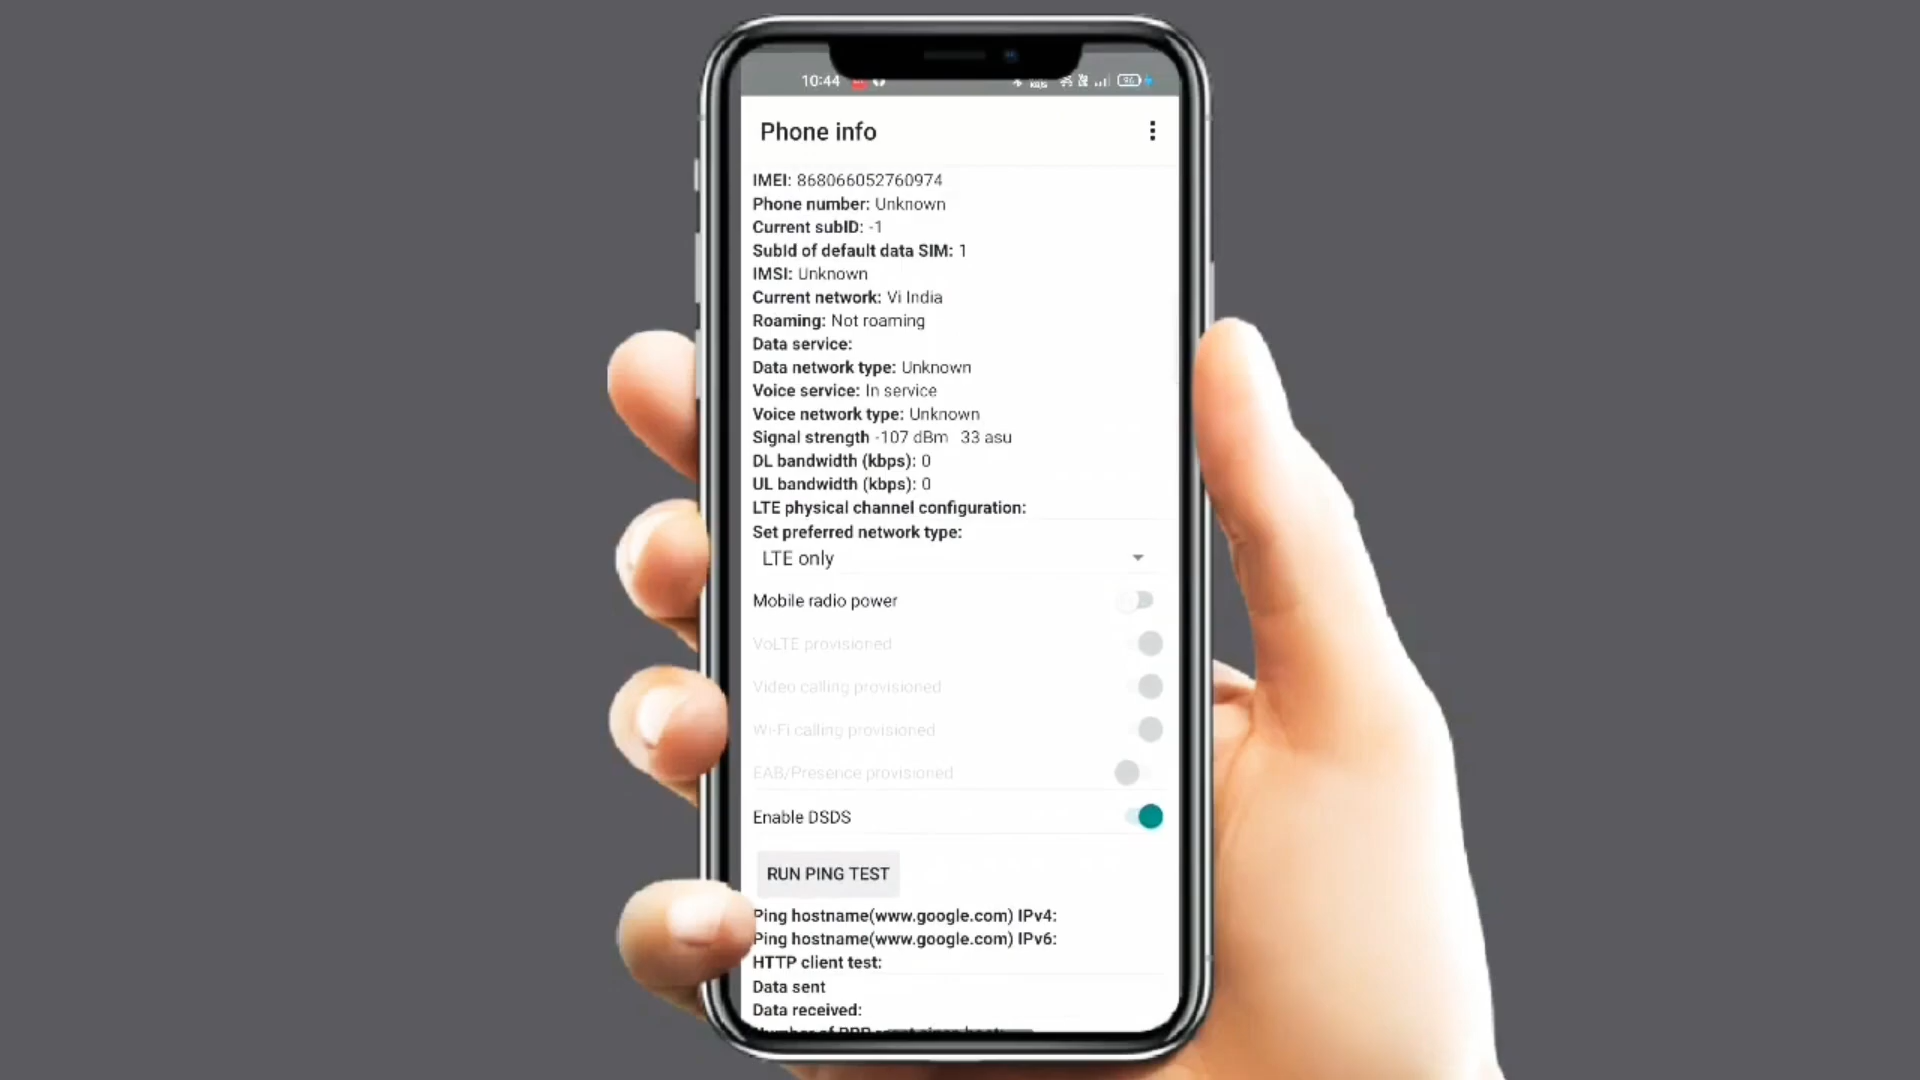 10:44
96
Phone info
IMEI: 868066052760974
Phone number: Unknown
Current subID: -1
SubId of default data SIM: 1
IMSI: Unknown
Current network: Vi India
Roaming: Not roaming
Data service:
Data network type: Unknown
Voice service: In service
Voice network type: Unknown
Signal strength -107 dBm 33 asu
DL bandwidth (kbps): 0
UL bandwidth (kbps): 0
LTE physical channel configuration:
Set preferred network type:
LTE only
Mobile radio power
VoLTE provisioned
Video calling provisioned
Wi-Fi calling provisioned
EAB/Presence provisioned
Enable DSDS
RUN PING TEST
Ping hostname(www.google.com) IPv4:
Ping hostname(www.google.com) IPv6:
HTTP client test:
Data sent
Data received: